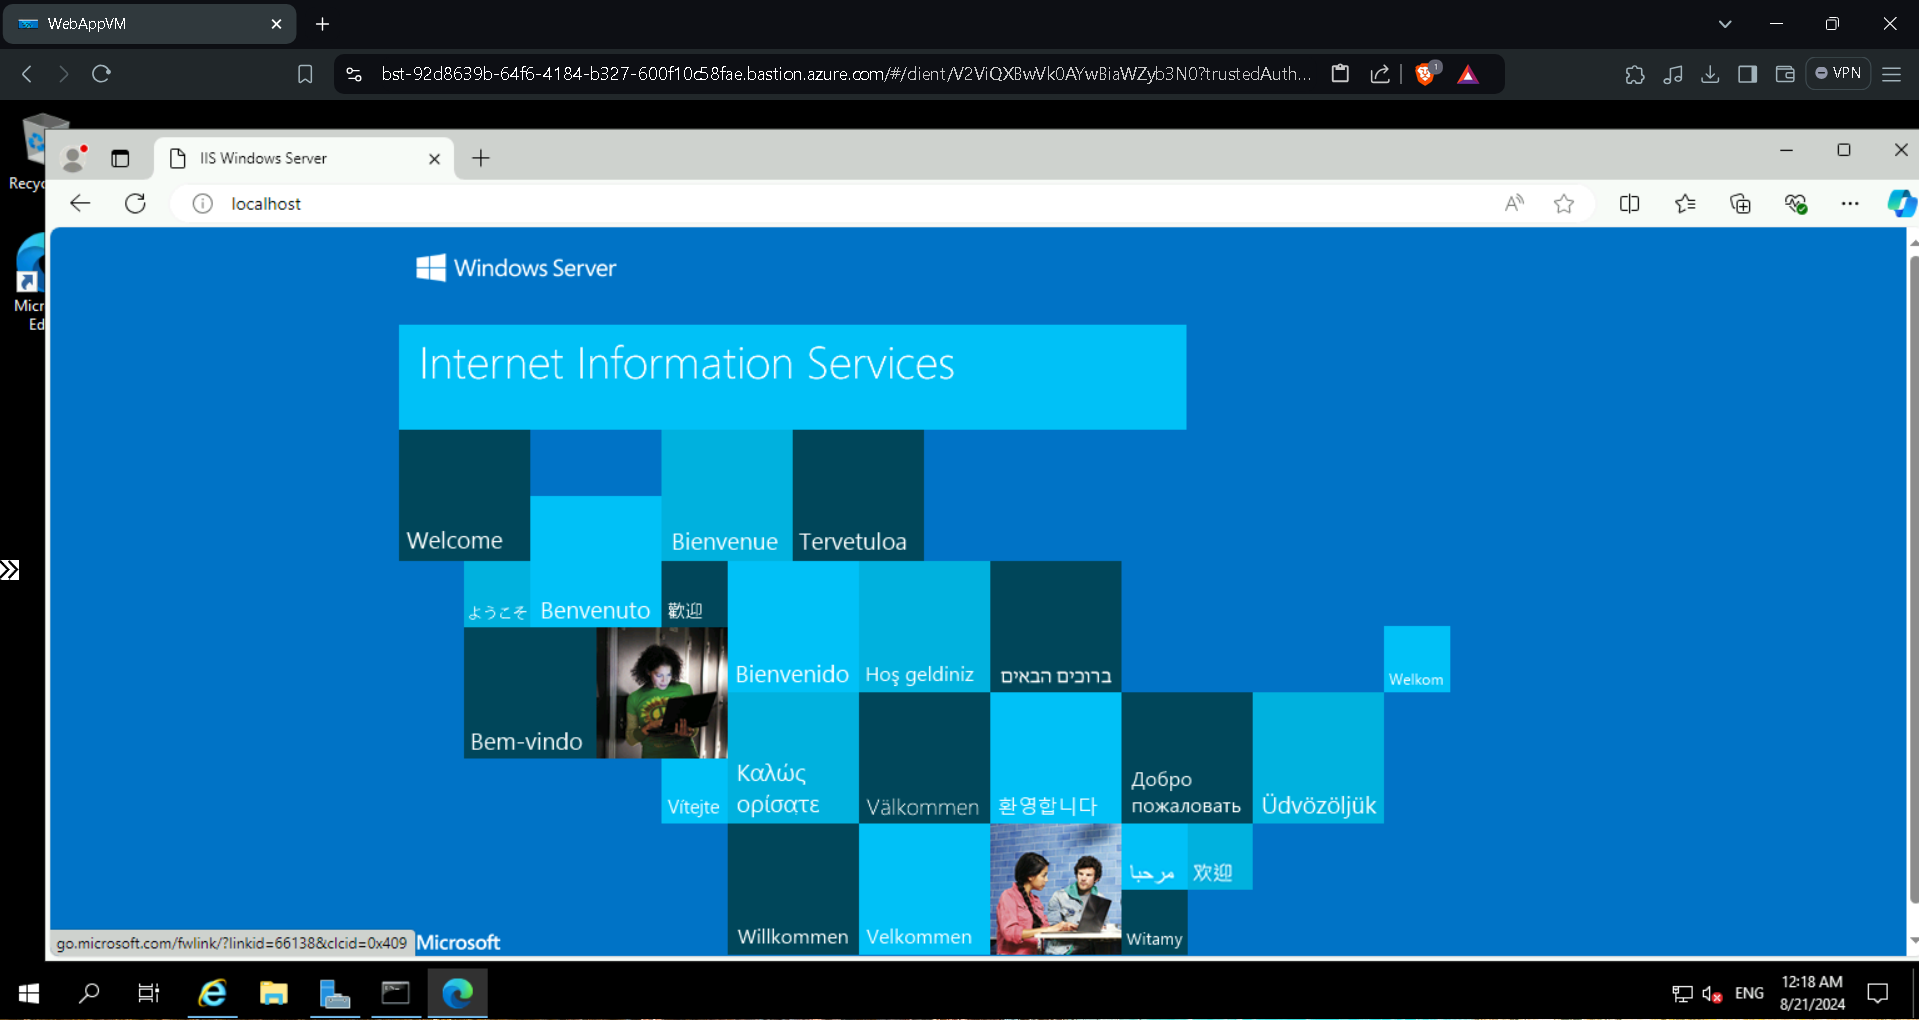 WebAppVM
bst-92d8639b-64f6-4184-b327-600f10c58fae.bastion.azure.com/#/client/V2ViQXBwVk0AYwBiaWZyb3N0?trustedAuth...
1
VPN
IIS Windows Server
localhost
Recyc
Micr
Ed
Windows Server
Internet Information Services
Welcome
Bienvenue
Tervetuloa
ようこそ
Benvenuto
歡迎
Bienvenido
Hoş geldiniz
ברוכים הבאים
Welkom
Bem-vindo
Vítejte
Καλώς
ορίσατε
Välkommen
환영합니다
Добро
пожаловать
Üdvözöljük
Willkommen
Velkommen
مرحبا
欢迎
Witamy
go.microsoft.com/fwlink/?linkid=66138&clcid=0x409
Microsoft
ENG
12:18 AM
8/21/2024